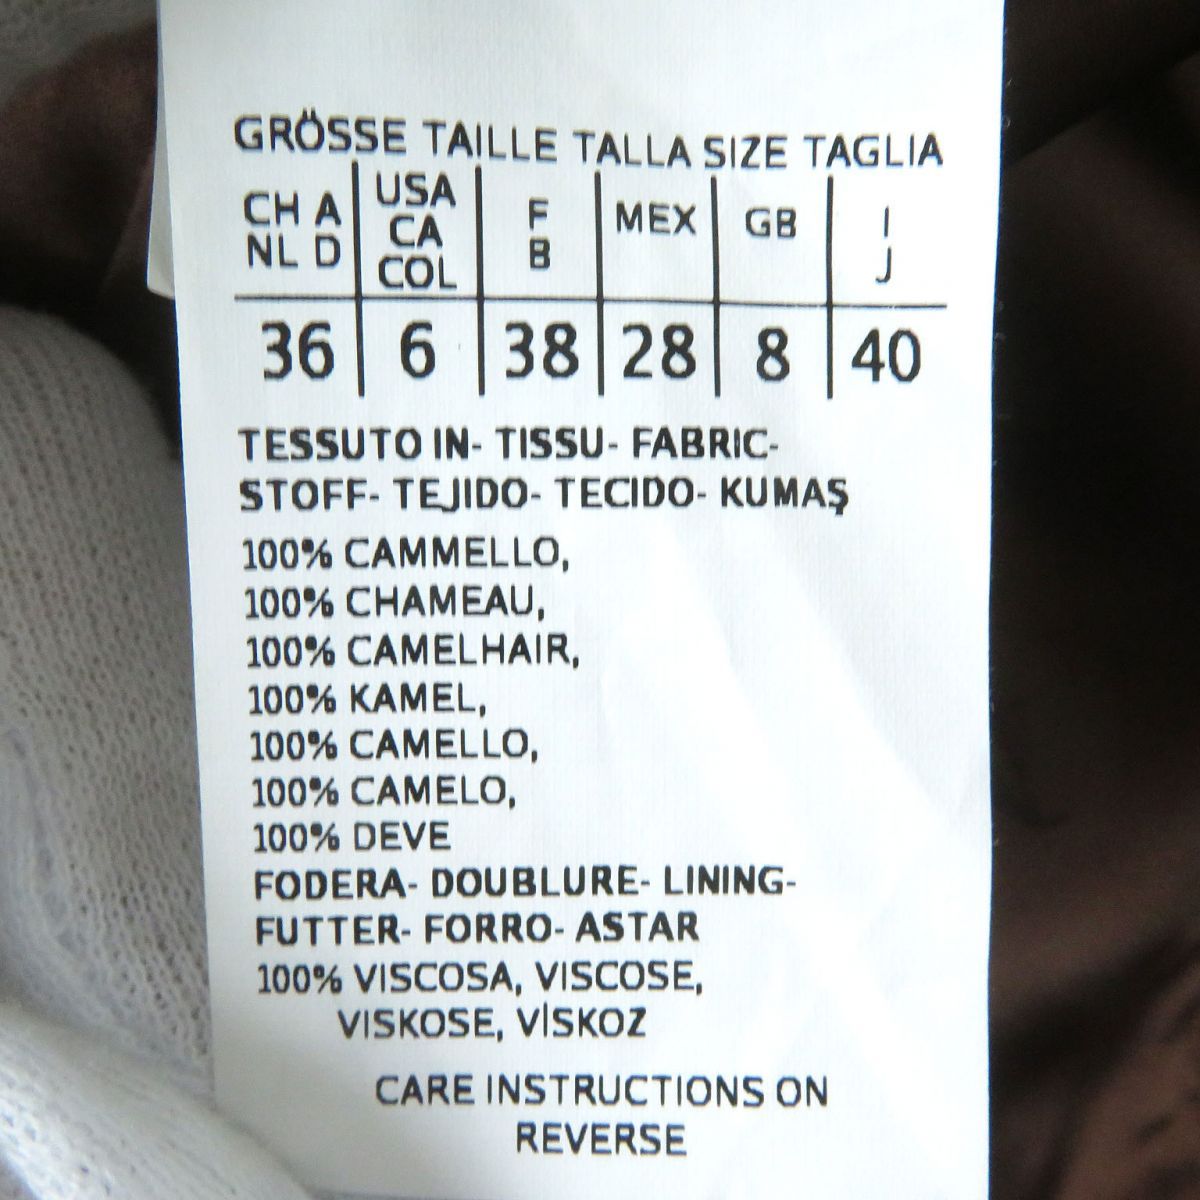 GRÖSSE TAILLE TALLA SIZE TAGLIA
CH A NL D | USA CA COL | F B | MEX | GB | I J
36 | 6 | 38 | 28 | 8 | 40
TESSUTO IN- TISSU- FABRIC-
STOFF- TEJIDO- TECIDO- KUMAŞ
100% CAMMELLO,
100% CHAMEAU,
100% CAMELHAIR,
100% KAMEL,
100% CAMELLO,
100% CAMELO,
100% DEVE
FODERA- DOUBLURE- LINING-
FUTTER- FORRO- ASTAR
100% VISCOSA, VISCOSE,
VISKOSE, VİSKOZ
CARE INSTRUCTIONS ON
REVERSE